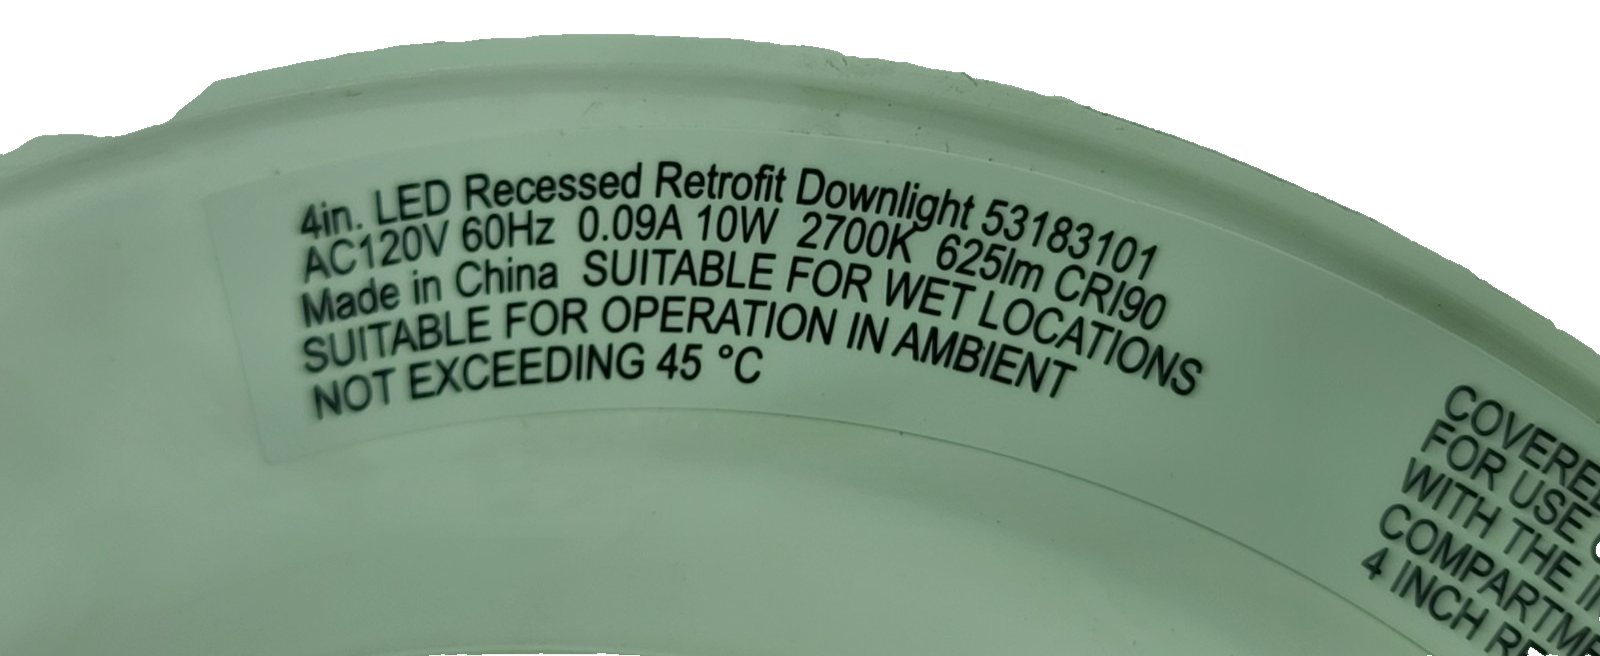 4in. LED Recessed Retrofit Downlight 53183101
AC120V 60Hz 0.09A 10W 2700K 625lm CRI90
Made in China SUITABLE FOR WET LOCATIONS
SUITABLE FOR OPERATION IN AMBIENT
NOT EXCEEDING 45 °C
COVERED
FOR USE
WITH THE
4 INCH